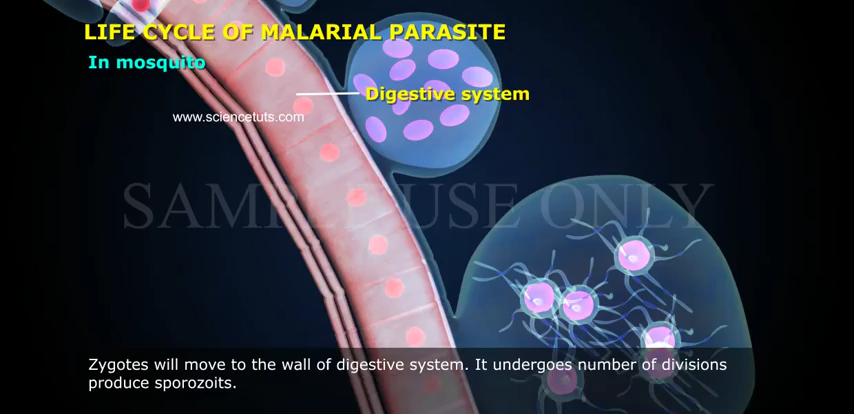 LIFE CYCLE OF MALARIAL PARASITE
In mosquito
Digestive system
www.sciencetuts.com
SAMPLE USE ONLY
Zygotes will move to the wall of digestive system. It undergoes number of divisions
produce sporozoits.